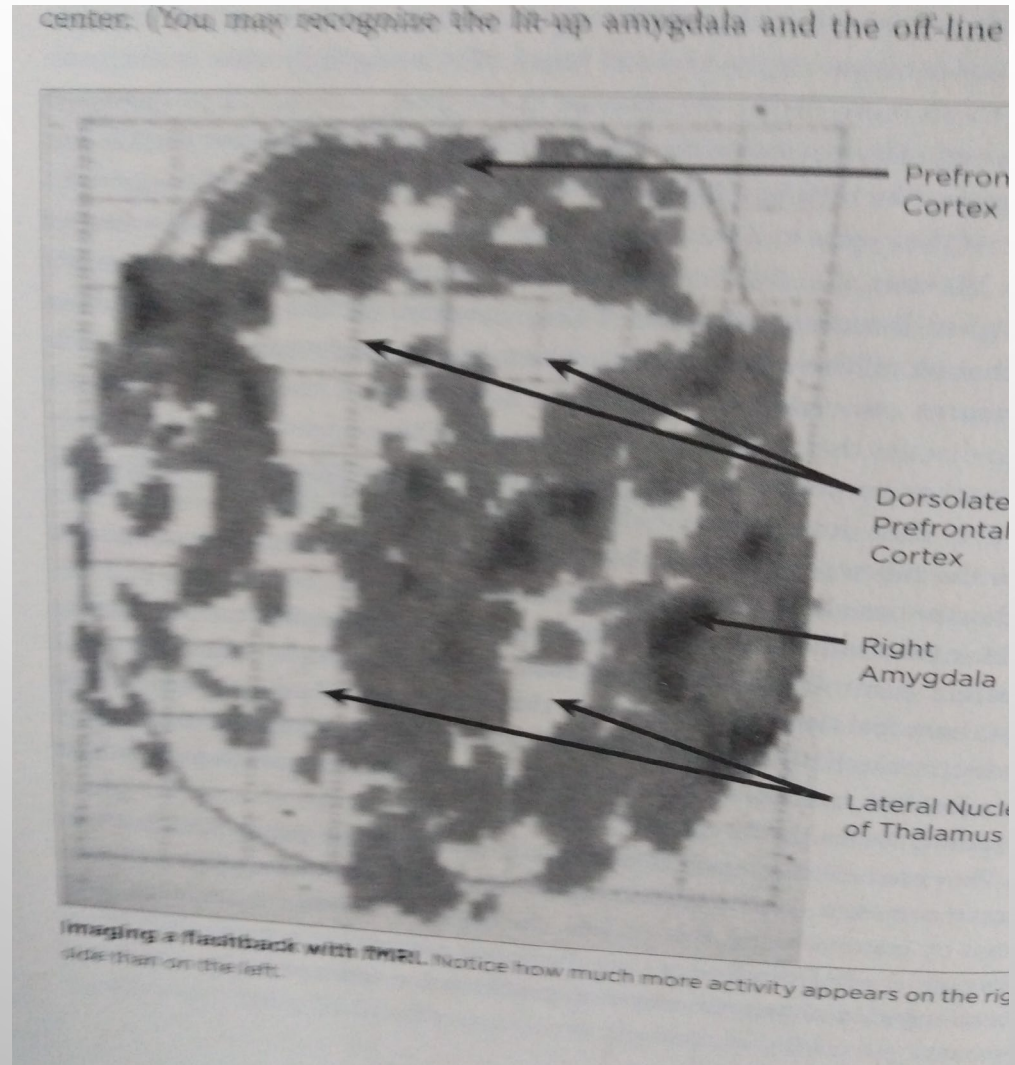 center. (You may recognize the lit-up amygdala and the off-line
Prefron
Cortex
Dorsolate
Prefrontal
Cortex
Right
Amygdala
Lateral Nucle
of Thalamus
Imaging a flashback with fMRI. Notice how much more activity appears on the rig
side than on the left.